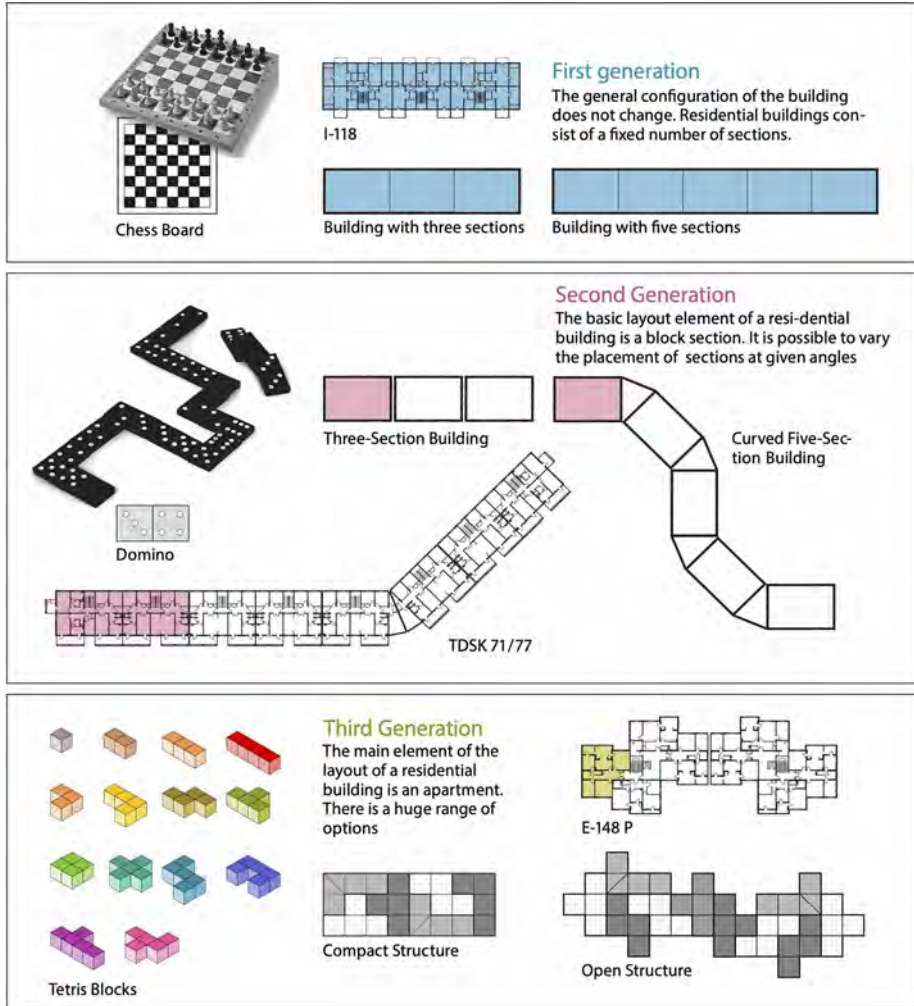 Chess Board
I-118
First generation
The general configuration of the building
does not change. Residential buildings con-
sist of a fixed number of sections.
Building with three sections
Building with five sections
Domino
Second Generation
The basic layout element of a resi-dential
building is a block section. It is possible to vary
the placement of sections at given angles
Three-Section Building
Curved Five-Sec-
tion Building
TDSK 71/77
Tetris Blocks
Third Generation
The main element of the
layout of a residential
building is an apartment.
There is a huge range of
options
Compact Structure
E-148 P
Open Structure